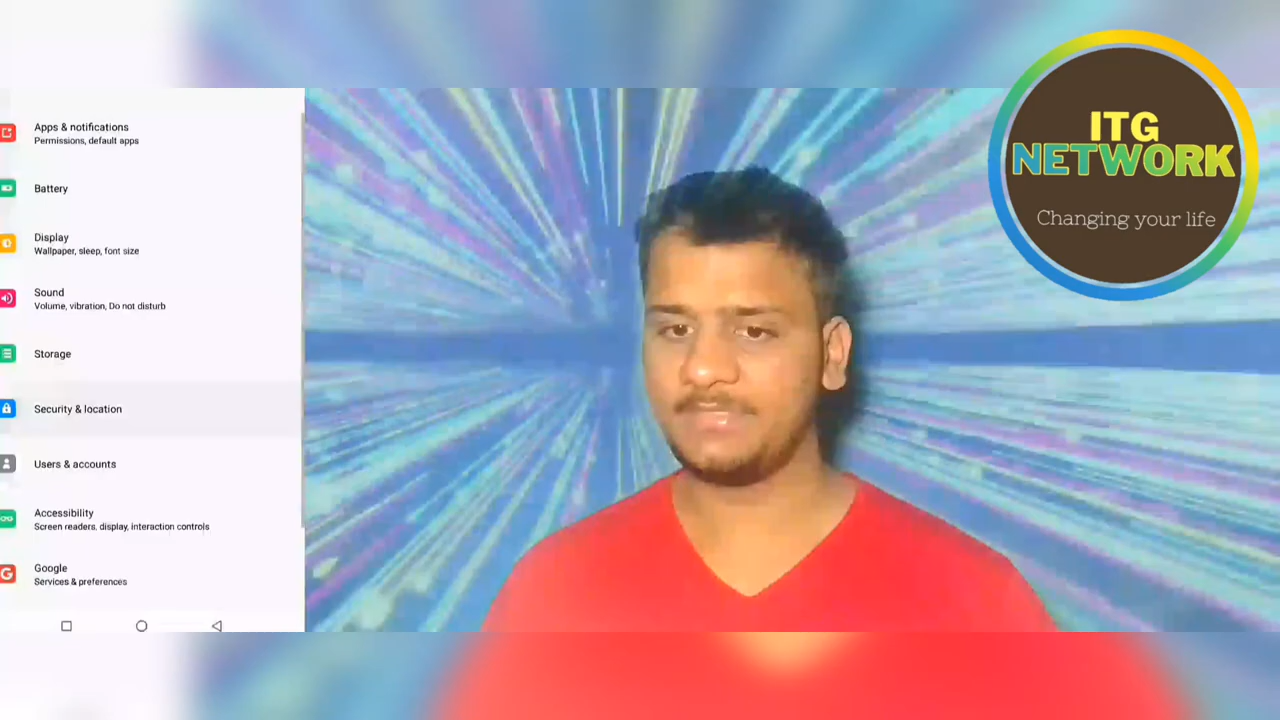 Apps & notifications
Permissions, default apps
Battery
Display
Wallpaper, sleep, font size
Sound
Volume, vibration, Do not disturb
Storage
Security & location
Users & accounts
Accessibility
Screen readers, display, interaction controls
Google
Services & preferences
ITG
NETWORK
Changing your life